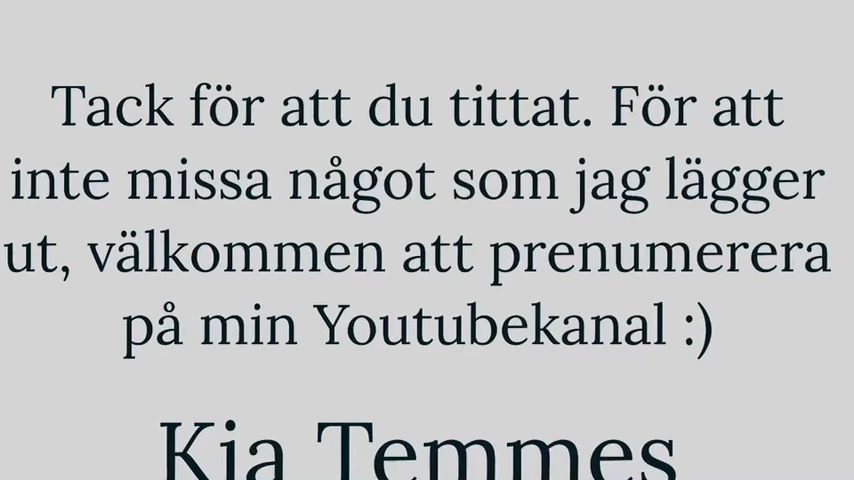 Tack för att du tittat. För att
inte missa något som jag lägger
ut, välkommen att prenumerera
på min Youtubekanal :)
Kia Temmes